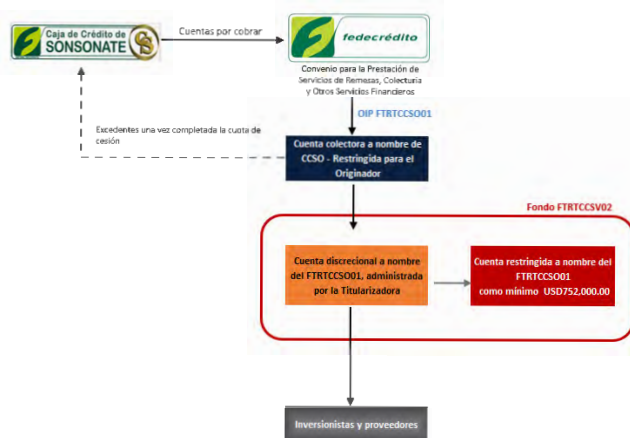 Caja de Crédito de
SONSONATE
Cuentas por cobrar
fedecrédito
Convenio para la Prestación de
Servicios de Remesas, Colecturía
y Otros Servicios Financieros
OIP FTRTCCSO01
Excedentes una vez completada la cuota de
cesión
Cuenta colectora a nombre de
CCSO - Restringida para el
Originador
Fondo FTRTCCSV02
Cuenta discrecional a nombre
del FTRTCCSO01, administrada
por la Titularizadora
Cuenta restringida a nombre del
FTRTCCSO01
como mínimo USD752,000.00
Inversionistas y proveedores